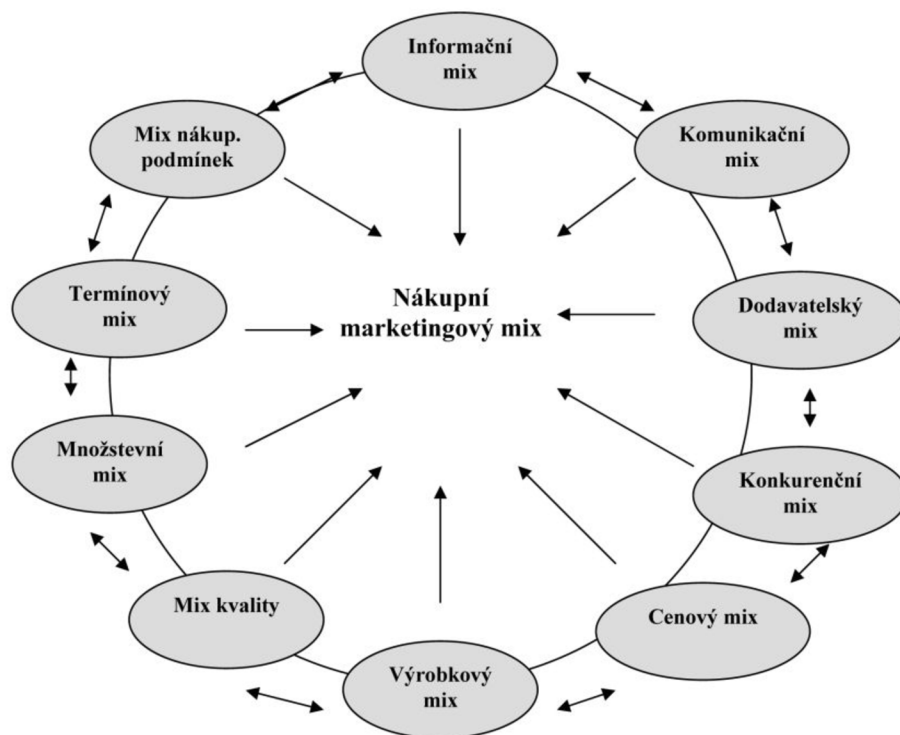 Informační
mix
Komunikační
mix
Dodavatelský
mix
Konkurenční
mix
Cenový mix
Výrobkový
mix
Mix kvality
Množstevní
mix
Termínový
mix
Mix nákup.
podmínek
Nákupní
marketingový mix